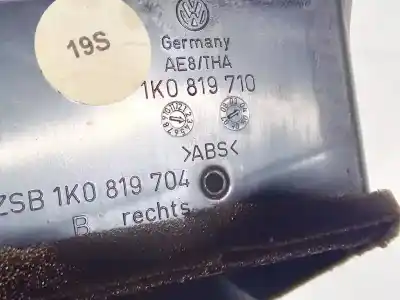 19S
Germany
AE8/THA
1K0 819 710
>ABS<
ZSB 1K0 819 704
B rechts